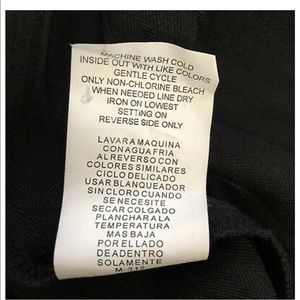 MACHINE WASH COLD
INSIDE OUT WITH LIKE COLORS
GENTLE CYCLE
ONLY NON-CHLORINE BLEACH
WHEN NEEDED LINE DRY
IRON ON LOWEST
SETTING ON
REVERSE SIDE ONLY
LAVAR A MAQUINA
CON AGUA FRIA
AL REVERSO CON
COLORES SIMILARES
CICLO DELICADO
USAR BLANQUEADOR
SIN CLORO CUANDO
SE NECESITE
SECAR COLGADO
PLANCHAR A LA
TEMPERATURA
MAS BAJA
POR EL LADO
DE ADENTRO
SOLAMENTE
M-312